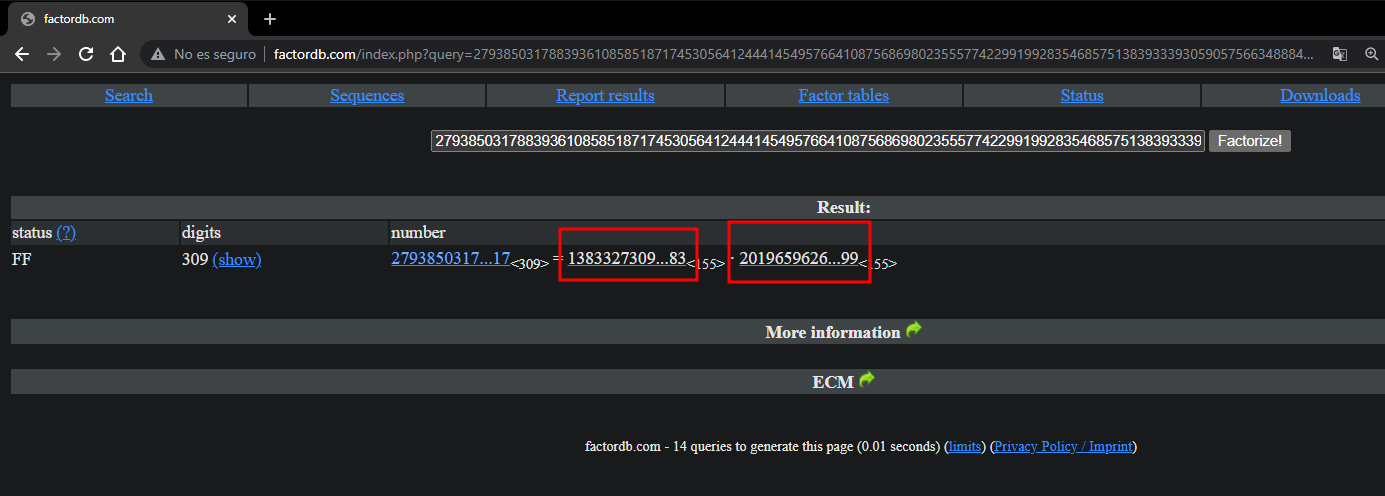 factordb.com
No es seguro factordb.com/index.php?query=27938503178839361085851871745305641244414549576641087568698023555774229919928354685751383933393059057566348884...
Search Sequences Report results Factor tables Status Downloads
27938503178839361085851871745305641244414549576641087568698023555774229919928354685751383933​9 Factorize!
Result:
status (?) digits number
FF 309 (show) 2793850317...17<309> = 1383327309...83<155> · 2019659626...99<155>
More information
ECM
factordb.com - 14 queries to generate this page (0.01 seconds) (limits) (Privacy Policy / Imprint)